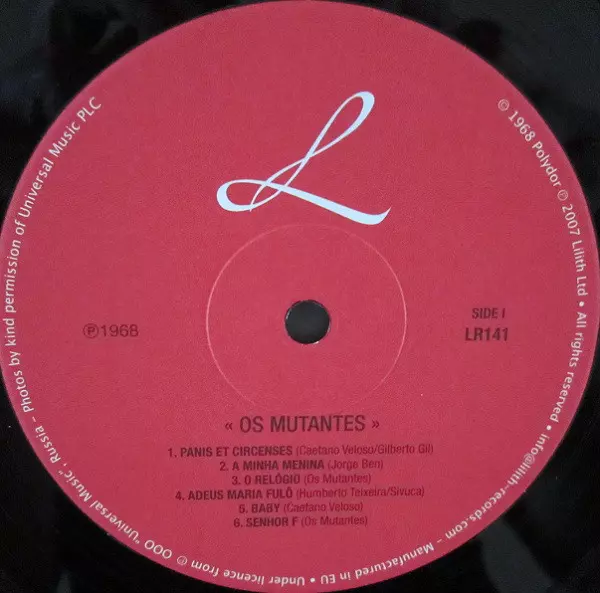 L
℗1968
SIDE I
LR141
« OS MUTANTES »
1. PANIS ET CIRCENSES (Caetano Veloso/Gilberto Gil)
2. A MINHA MENINA (Jorge Ben)
3. O RELÓGIO (Os Mutantes)
4. ADEUS MARIA FULÔ (Humberto Teixeira/Sivuca)
5. BABY (Caetano Veloso)
6. SENHOR F (Os Mutantes)
© 1968 Polydor ℗ 2007 Lilith Ltd • All rights reserved • info@lilith-records.com – Manufactured in EU • Under licence from © OOO "Universal Music", Russia – Photos by kind permission of Universal Music PLC